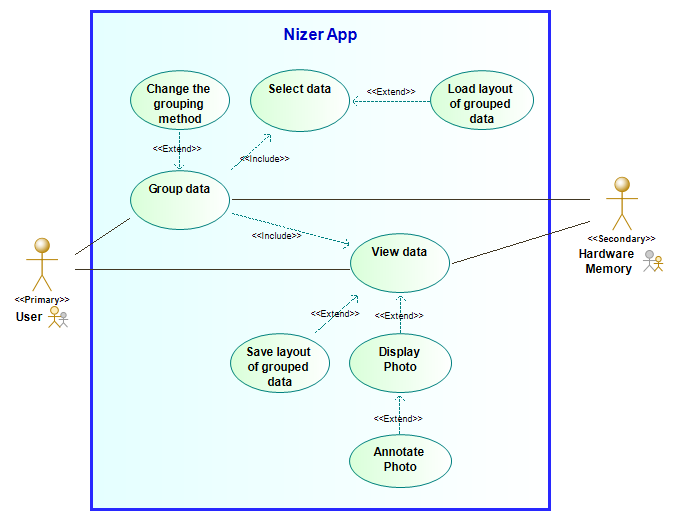 Nizer App
Change the
grouping
method
Select data
<<Extend>>
Load layout
of grouped
data
<<Extend>>
<<Include>>
Group data
<<Secondary>>
Hardware
Memory
<<Include>>
View data
<<Primary>>
User
<<Extend>>
<<Extend>>
Save layout
of grouped
data
Display
Photo
<<Extend>>
Annotate
Photo